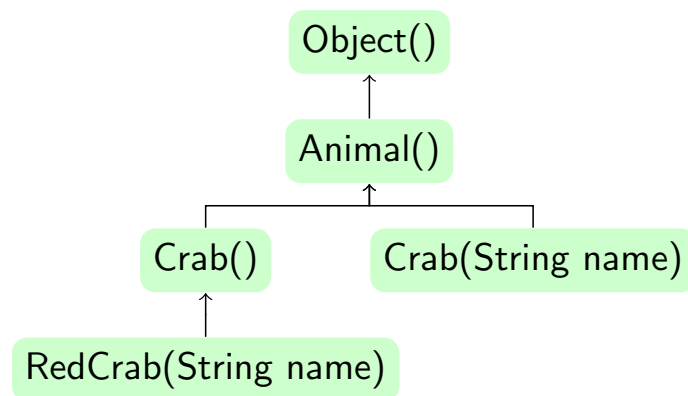 Object()
Animal()
Crab()
Crab(String name)
RedCrab(String name)